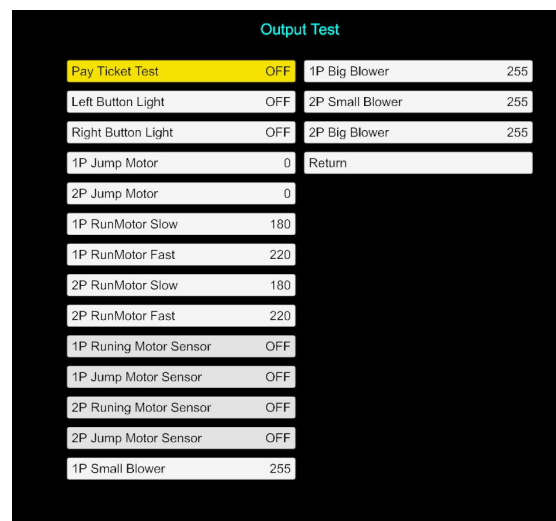 Output Test
Pay Ticket Test OFF
Left Button Light OFF
Right Button Light OFF
1P Jump Motor 0
2P Jump Motor 0
1P RunMotor Slow 180
1P RunMotor Fast 220
2P RunMotor Slow 180
2P RunMotor Fast 220
1P Runing Motor Sensor OFF
1P Jump Motor Sensor OFF
2P Runing Motor Sensor OFF
2P Jump Motor Sensor OFF
1P Small Blower 255
1P Big Blower 255
2P Small Blower 255
2P Big Blower 255
Return